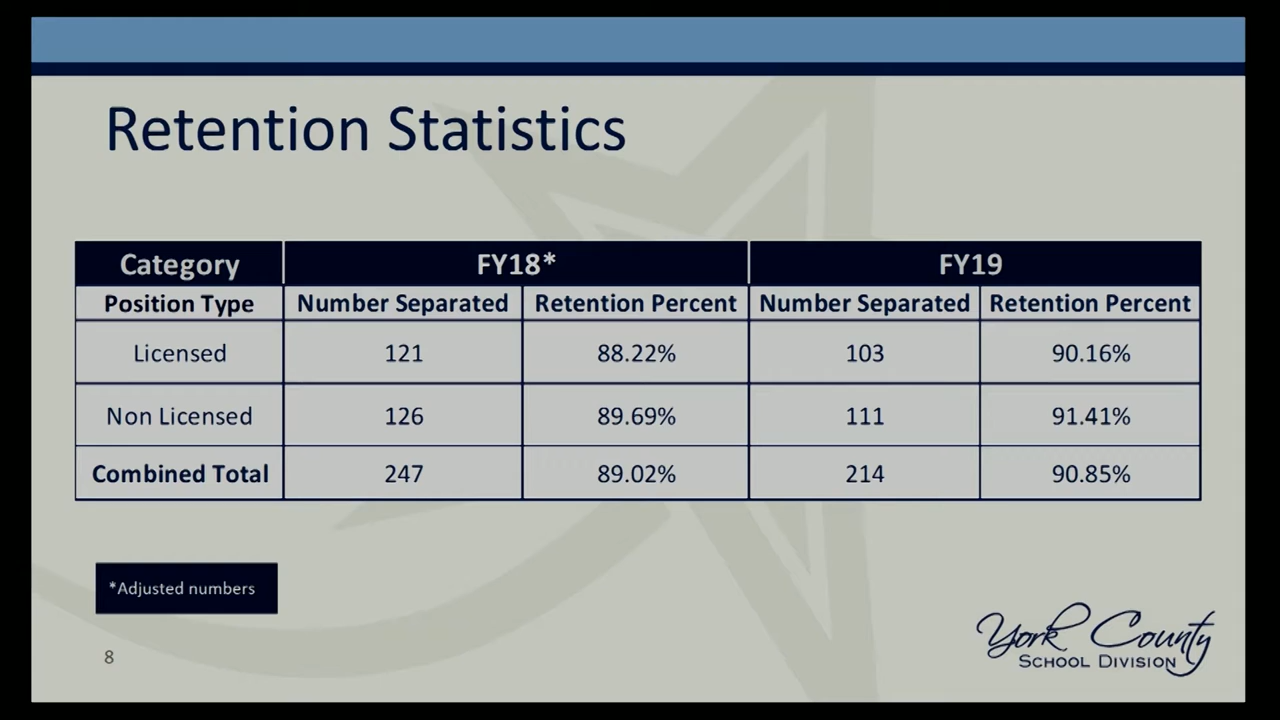 Retention Statistics
Category FY18* FY19
Position Type Number Separated Retention Percent Number Separated Retention Percent
Licensed 121 88.22% 103 90.16%
Non Licensed 126 89.69% 111 91.41%
Combined Total 247 89.02% 214 90.85%
*Adjusted numbers
8
York County
SCHOOL DIVISION